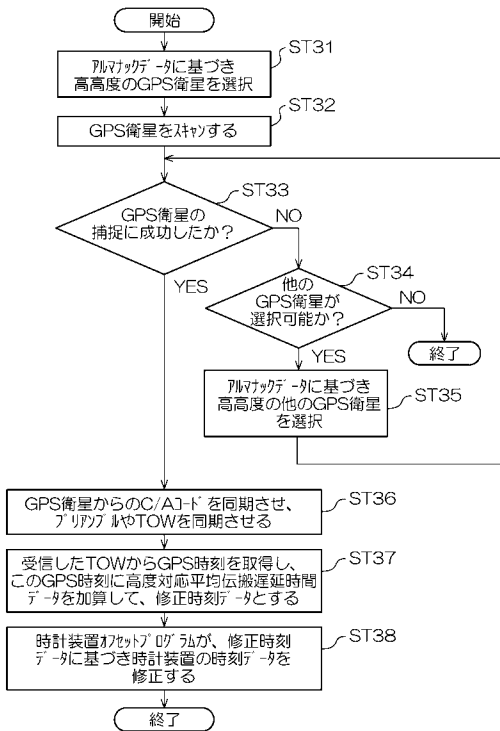 開始
ST31
ｱﾙﾏﾅｯｸﾃﾞｰﾀに基づき
高高度のGPS衛星を選択
ST32
GPS衛星をｽｷｬﾝする
ST33
GPS衛星の
捕捉に成功したか？
NO
YES
ST34
他の
GPS衛星が
選択可能か？
NO
YES
終了
ｱﾙﾏﾅｯｸﾃﾞｰﾀに基づき
高高度の他のGPS衛星
を選択
ST35
GPS衛星からのC/Aｺｰﾄﾞを同期させ、
ﾌﾟﾘｱﾝﾌﾞﾙやTOWを同期させる
ST36
受信したTOWからGPS時刻を取得し、
このGPS時刻に高度対応平均伝搬遅延時間
データを加算して、修正時刻データとする
ST37
時計装置ｵﾌｾｯﾄﾌﾟﾛｸﾞﾗﾑが、修正時刻
データに基づき時計装置の時刻データを
修正する
ST38
終了